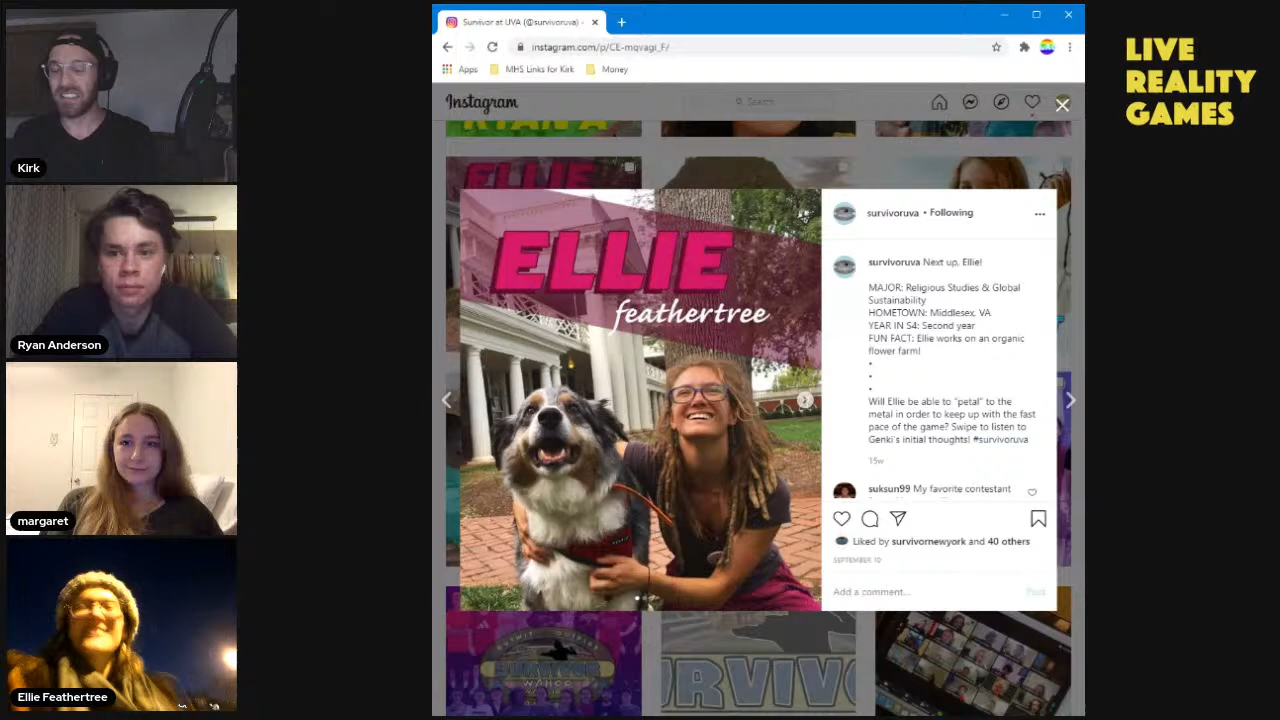 Kirk
Ryan Anderson
margaret
Ellie Feathertree
Survivor at UVA (@survivoruva) -
instagram.com/p/CE-mqvagi_F/
Apps
MHS Links for Kirk
Money
LIVE
REALITY
GAMES
Instagram
Search
RYAN A
ELLIE
ELLIE
feathertree
survivoruva • Following
survivoruva Next up, Ellie!
MAJOR: Religious Studies & Global
Sustainability
HOMETOWN: Middlesex, VA
YEAR IN S4: Second year
FUN FACT: Ellie works on an organic
flower farm!
•
•
•
Will Ellie be able to "petal" to the
metal in order to keep up with the fast
pace of the game? Swipe to listen to
Genki's initial thoughts! #survivoruva
15w
suksun99 My favorite contestant
Liked by survivornewyork and 40 others
SEPTEMBER 10
Add a comment...
Post
SURVIVOR